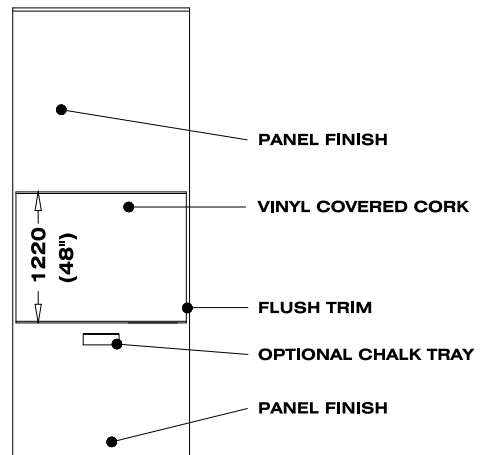 PANEL FINISH
VINYL COVERED CORK
1220
(48")
FLUSH TRIM
OPTIONAL CHALK TRAY
PANEL FINISH